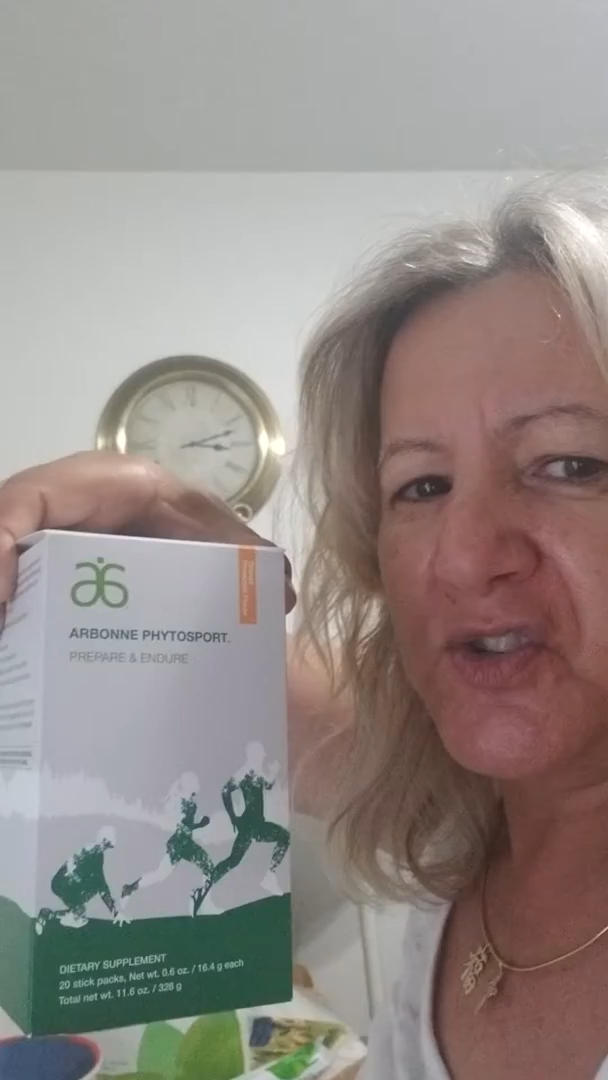 ARBONNE PHYTOSPORT.
PREPARE & ENDURE
DIETARY SUPPLEMENT
20 stick packs, Net wt. 0.6 oz. / 16.4 g each
Total net wt. 11.6 oz. / 328 g